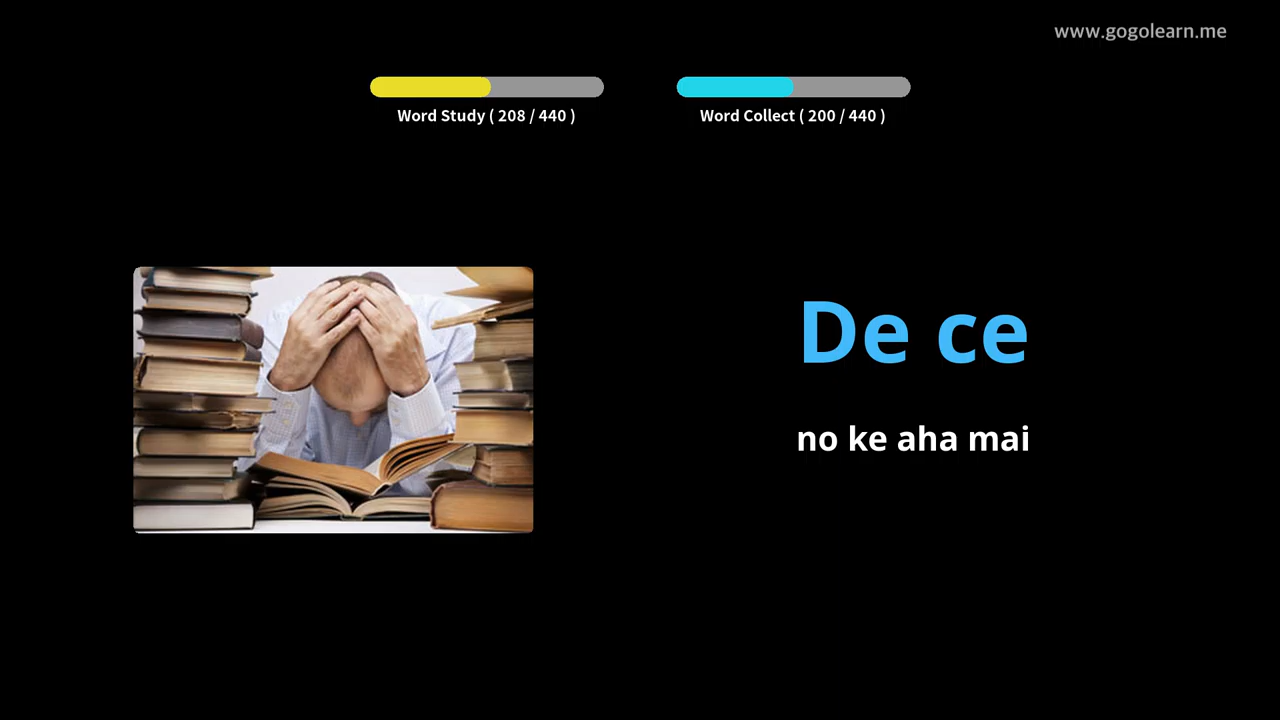 www.gogolearn.me
Word Study ( 208 / 440 )
Word Collect ( 200 / 440 )
De ce
no ke aha mai